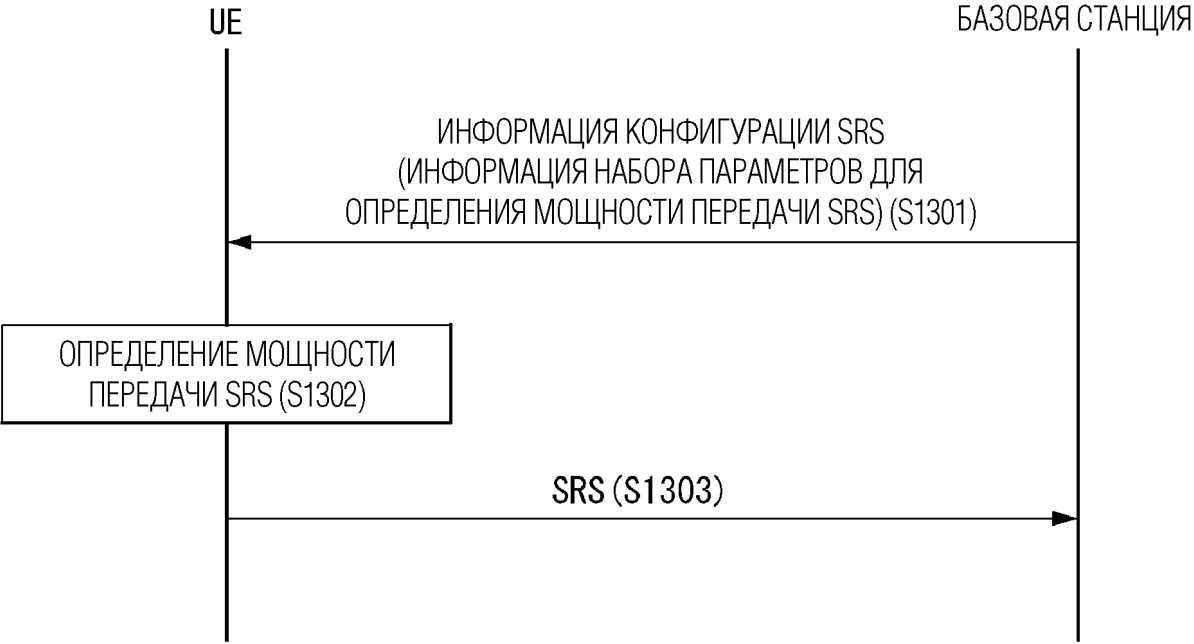 UE
БАЗОВАЯ СТАНЦИЯ
ИНФОРМАЦИЯ КОНФИГУРАЦИИ SRS
(ИНФОРМАЦИЯ НАБОРА ПАРАМЕТРОВ ДЛЯ
ОПРЕДЕЛЕНИЯ МОЩНОСТИ ПЕРЕДАЧИ SRS) (S1301)
ОПРЕДЕЛЕНИЕ МОЩНОСТИ
ПЕРЕДАЧИ SRS (S1302)
SRS (S1303)